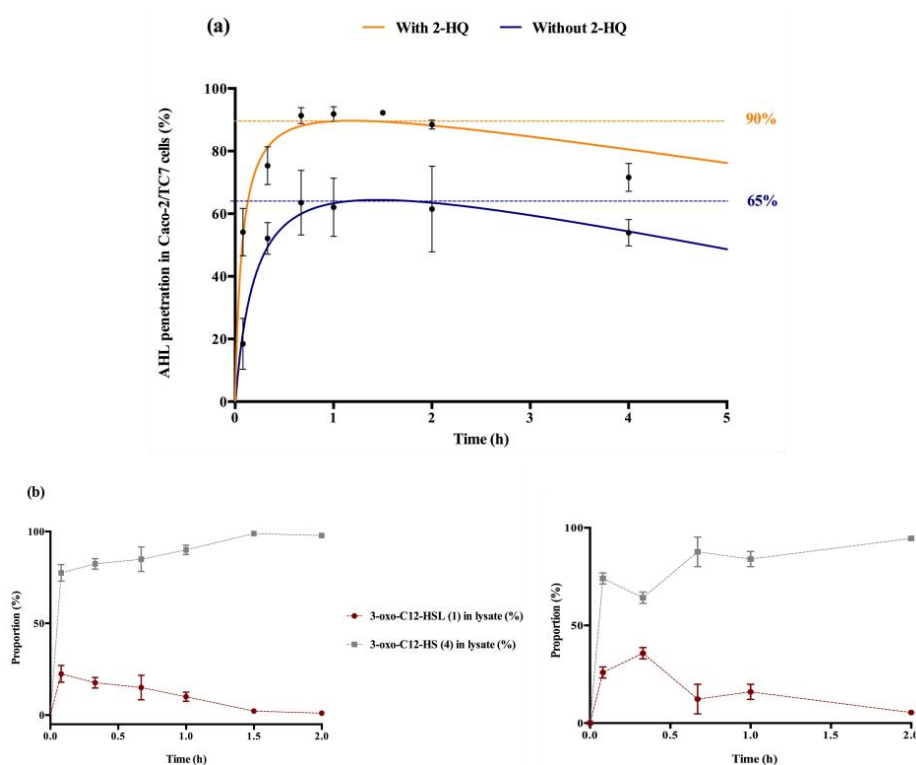 (a)
With 2-HQ
Without 2-HQ
AHL penetration in Caco-2/TC7 cells (%)
100
80
60
40
20
0
90%
65%
0 1 2 3 4 5
Time (h)
(b)
Proportion (%)
100
50
0
0.0 0.5 1.0 1.5 2.0
Time (h)
3-oxo-C12-HSL (1) in lysate (%)
3-oxo-C12-HS (4) in lysate (%)
Proportion (%)
100
50
0
0.0 0.5 1.0 1.5 2.0
Time (h)